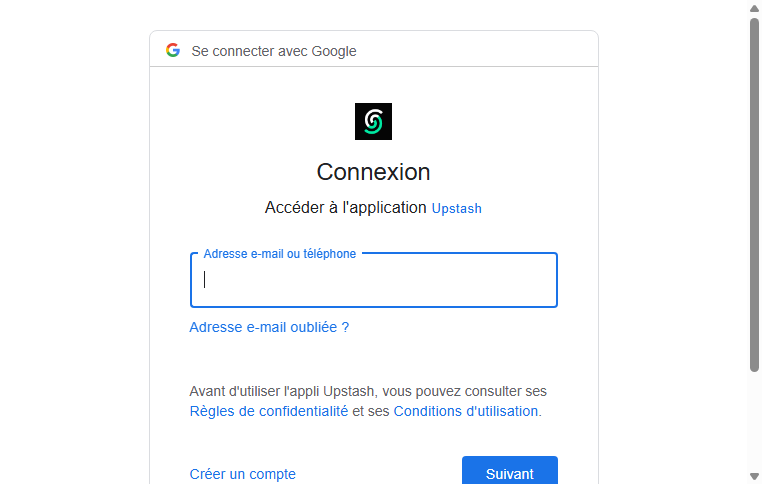 Se connecter avec Google
Connexion
Accéder à l'application Upstash
Adresse e-mail ou téléphone
Adresse e-mail oubliée ?
Avant d'utiliser l'appli Upstash, vous pouvez consulter ses
Règles de confidentialité et ses Conditions d'utilisation.
Créer un compte
Suivant